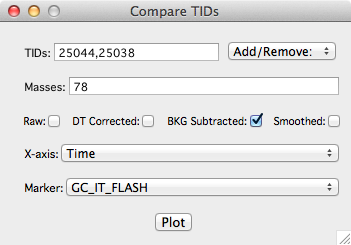 Compare TIDs
TIDs: 25044,25038 Add/Remove:
Masses: 78
Raw: DT Corrected: BKG Subtracted: Smoothed:
X-axis: Time
Marker: GC_IT_FLASH
Plot